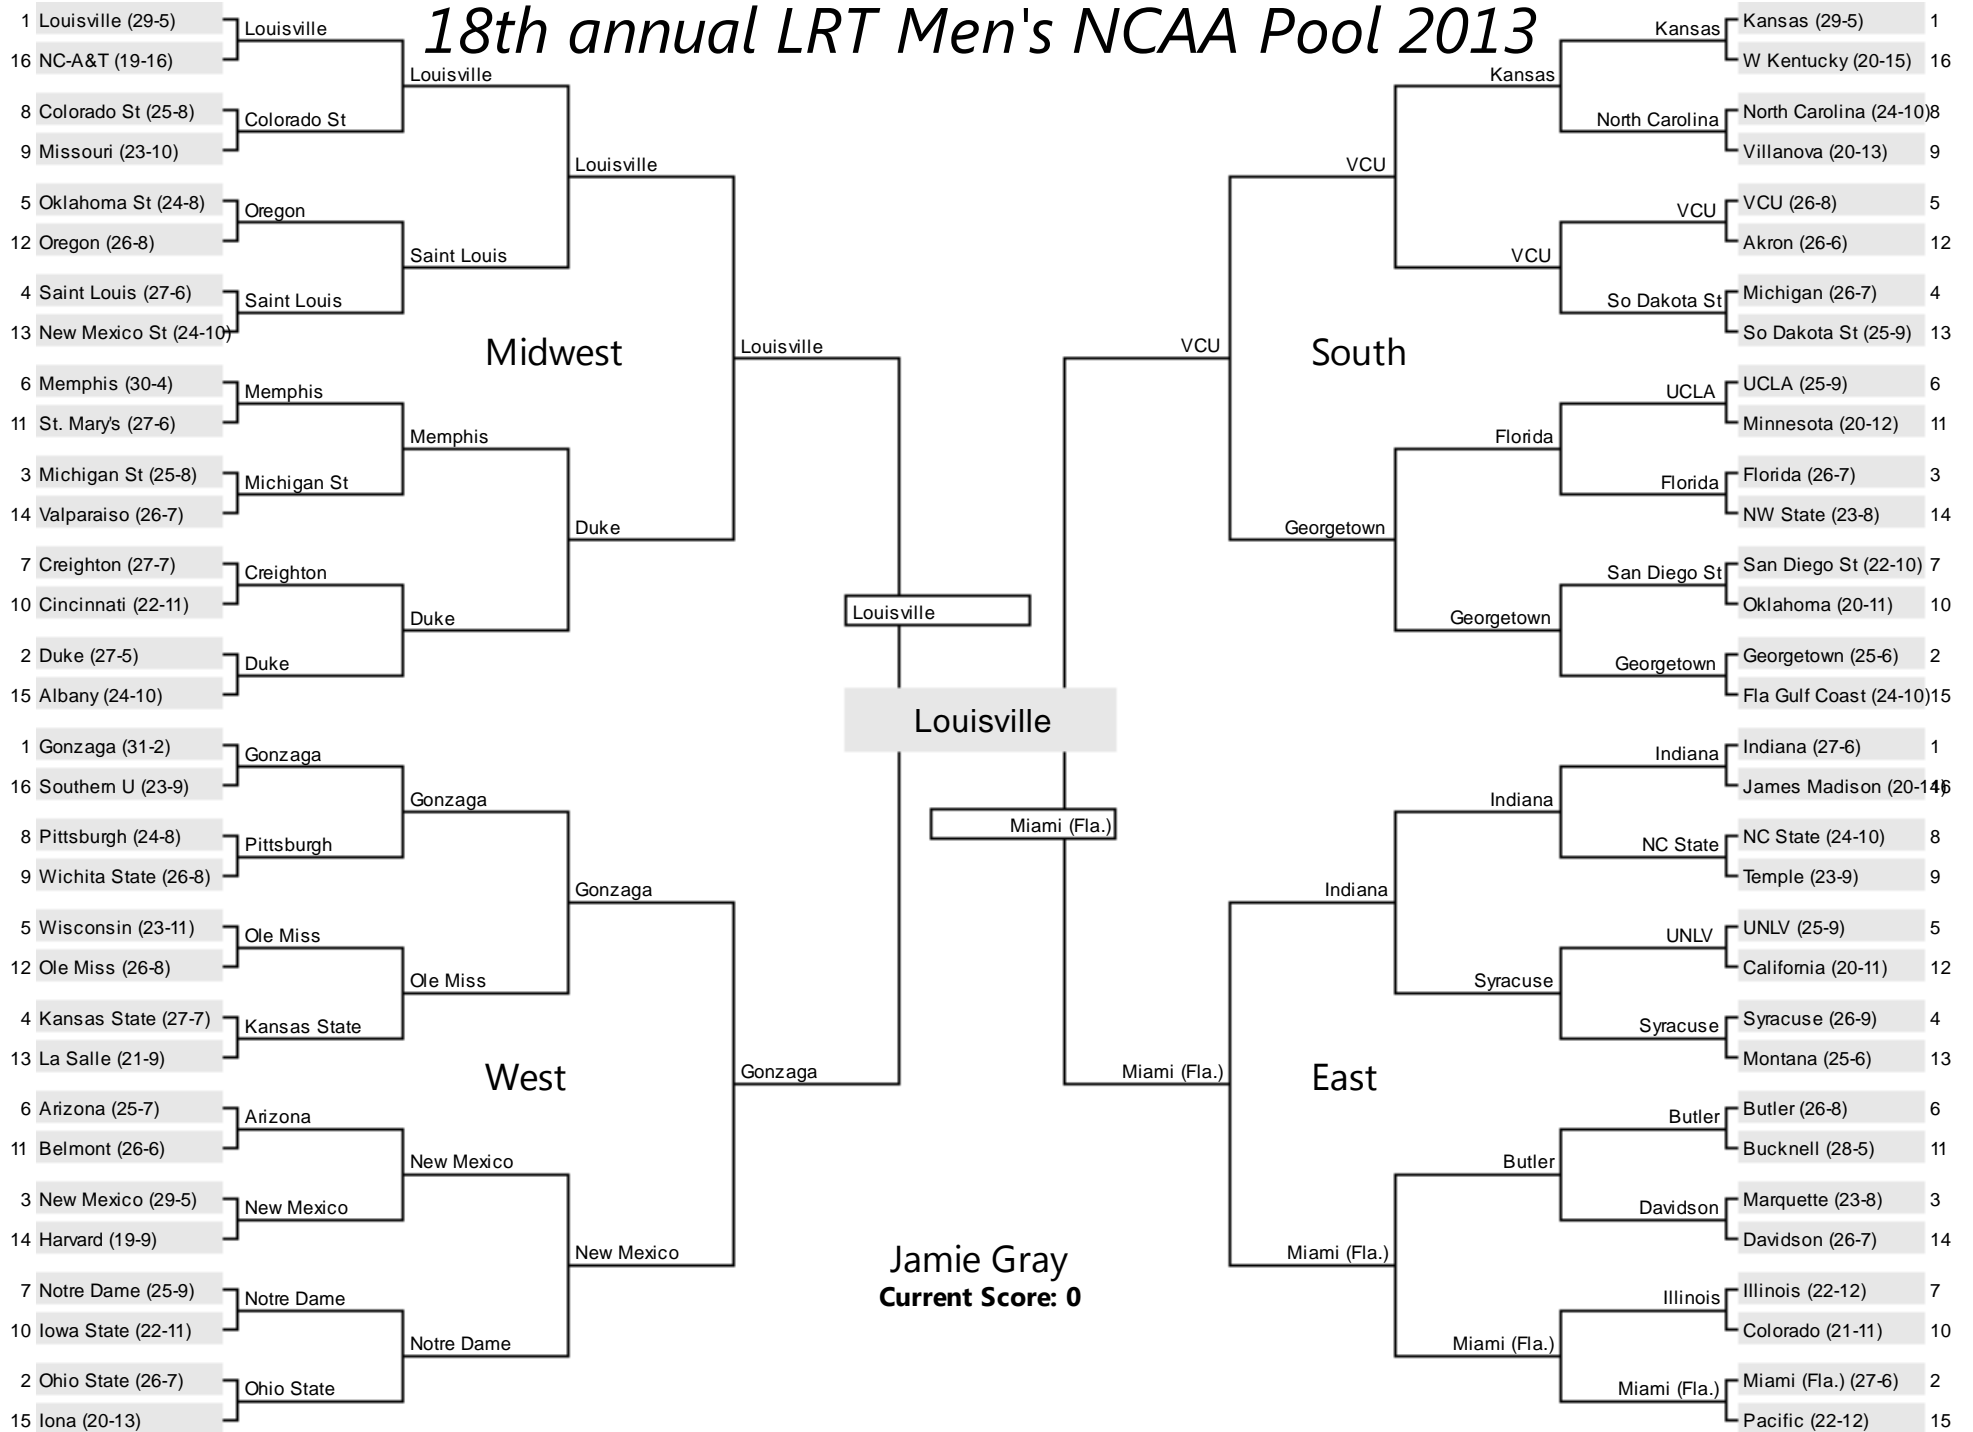 18th annual LRT Men's NCAA Pool 2013
1 Louisville (29-5)
16 NC-A&T (19-16)
8 Colorado St (25-8)
9 Missouri (23-10)
5 Oklahoma St (24-8)
12 Oregon (26-8)
4 Saint Louis (27-6)
13 New Mexico St (24-10)
6 Memphis (30-4)
11 St. Mary's (27-6)
3 Michigan St (25-8)
14 Valparaiso (26-7)
7 Creighton (27-7)
10 Cincinnati (22-11)
2 Duke (27-5)
15 Albany (24-10)
Louisville
Colorado St
Oregon
Saint Louis
Memphis
Michigan St
Creighton
Duke
Louisville
Saint Louis
Memphis
Duke
Louisville
Duke
Louisville
Midwest
1 Gonzaga (31-2)
16 Southern U (23-9)
8 Pittsburgh (24-8)
9 Wichita State (26-8)
5 Wisconsin (23-11)
12 Ole Miss (26-8)
4 Kansas State (27-7)
13 La Salle (21-9)
6 Arizona (25-7)
11 Belmont (26-6)
3 New Mexico (29-5)
14 Harvard (19-9)
7 Notre Dame (25-9)
10 Iowa State (22-11)
2 Ohio State (26-7)
15 Iona (20-13)
Gonzaga
Pittsburgh
Ole Miss
Kansas State
Arizona
New Mexico
Notre Dame
Ohio State
Gonzaga
Ole Miss
New Mexico
Notre Dame
Gonzaga
New Mexico
Gonzaga
West
Louisville
Louisville
Miami (Fla.)
Jamie Gray
Current Score: 0
Kansas (29-5) 1
W Kentucky (20-15) 16
North Carolina (24-10) 8
Villanova (20-13) 9
VCU (26-8) 5
Akron (26-6) 12
Michigan (26-7) 4
So Dakota St (25-9) 13
UCLA (25-9) 6
Minnesota (20-12) 11
Florida (26-7) 3
NW State (23-8) 14
San Diego St (22-10) 7
Oklahoma (20-11) 10
Georgetown (25-6) 2
Fla Gulf Coast (24-10) 15
Kansas
North Carolina
VCU
So Dakota St
UCLA
Florida
San Diego St
Georgetown
Kansas
VCU
Florida
Georgetown
VCU
Georgetown
VCU
South
Indiana (27-6) 1
James Madison (20-14) 16
NC State (24-10) 8
Temple (23-9) 9
UNLV (25-9) 5
California (20-11) 12
Syracuse (26-9) 4
Montana (25-6) 13
Butler (26-8) 6
Bucknell (28-5) 11
Marquette (23-8) 3
Davidson (26-7) 14
Illinois (22-12) 7
Colorado (21-11) 10
Miami (Fla.) (27-6) 2
Pacific (22-12) 15
Indiana
NC State
UNLV
Syracuse
Butler
Davidson
Illinois
Miami (Fla.)
Indiana
Syracuse
Butler
Miami (Fla.)
Indiana
Miami (Fla.)
Miami (Fla.)
East